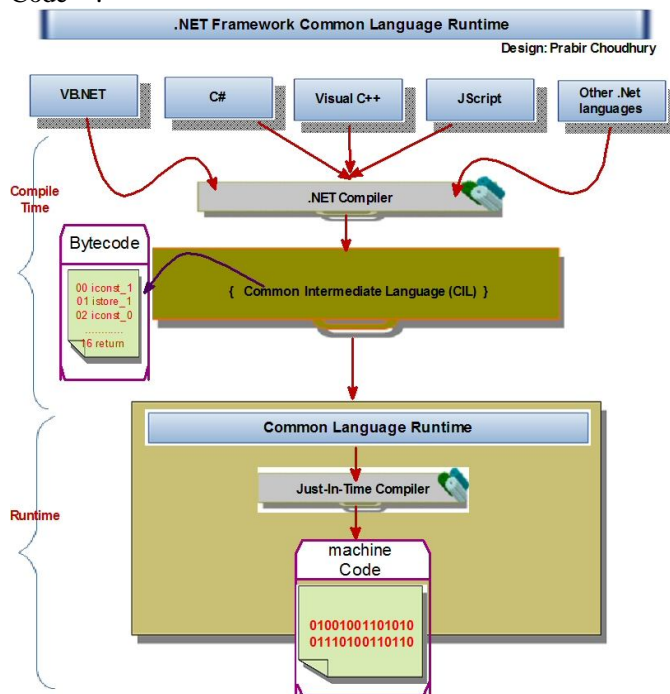 Code
.NET Framework Common Language Runtime
Design: Prabir Choudhury
VB.NET
C#
Visual C++
JScript
Other .Net
languages
Compile
Time
.NET Compiler
Bytecode
00 iconst_1
01 istore_1
02 iconst_0
............
16 return
{ Common Intermediate Language (CIL) }
Common Language Runtime
Just-In-Time Compiler
Runtime
machine
Code
01001001101010
01110100110110